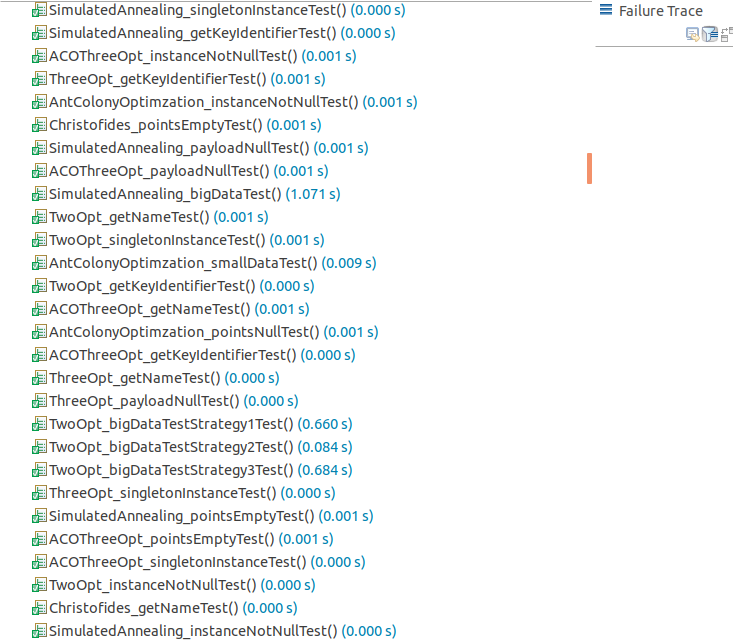 SimulatedAnnealing_singletonInstanceTest() (0.000 s)
Failure Trace
SimulatedAnnealing_getKeyIdentifierTest() (0.000 s)
ACOThreeOpt_instanceNotNullTest() (0.001 s)
ThreeOpt_getKeyIdentifierTest() (0.001 s)
AntColonyOptimzation_instanceNotNullTest() (0.001 s)
Christofides_pointsEmptyTest() (0.001 s)
SimulatedAnnealing_payloadNullTest() (0.001 s)
ACOThreeOpt_payloadNullTest() (0.001 s)
SimulatedAnnealing_bigDataTest() (1.071 s)
TwoOpt_getNameTest() (0.001 s)
TwoOpt_singletonInstanceTest() (0.001 s)
AntColonyOptimzation_smallDataTest() (0.009 s)
TwoOpt_getKeyIdentifierTest() (0.000 s)
ACOThreeOpt_getNameTest() (0.001 s)
AntColonyOptimzation_pointsNullTest() (0.001 s)
ACOThreeOpt_getKeyIdentifierTest() (0.000 s)
ThreeOpt_getNameTest() (0.000 s)
ThreeOpt_payloadNullTest() (0.000 s)
TwoOpt_bigDataTestStrategy1Test() (0.660 s)
TwoOpt_bigDataTestStrategy2Test() (0.084 s)
TwoOpt_bigDataTestStrategy3Test() (0.684 s)
ThreeOpt_singletonInstanceTest() (0.000 s)
SimulatedAnnealing_pointsEmptyTest() (0.001 s)
ACOThreeOpt_pointsEmptyTest() (0.001 s)
ACOThreeOpt_singletonInstanceTest() (0.000 s)
TwoOpt_instanceNotNullTest() (0.000 s)
Christofides_getNameTest() (0.000 s)
SimulatedAnnealing_instanceNotNullTest() (0.000 s)